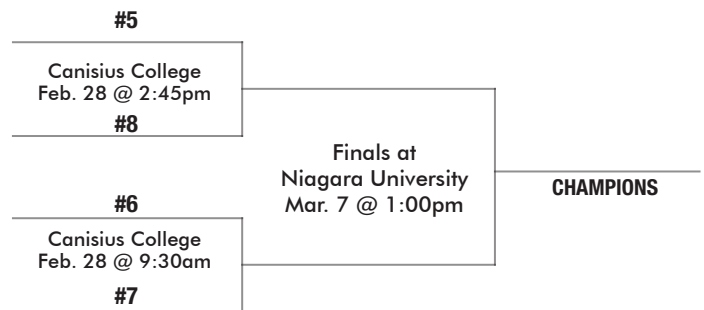 #5
Canisius College
Feb. 28 @ 2:45pm
#8
Finals at
Niagara University
Mar. 7 @ 1:00pm
CHAMPIONS
#6
Canisius College
Feb. 28 @ 9:30am
#7